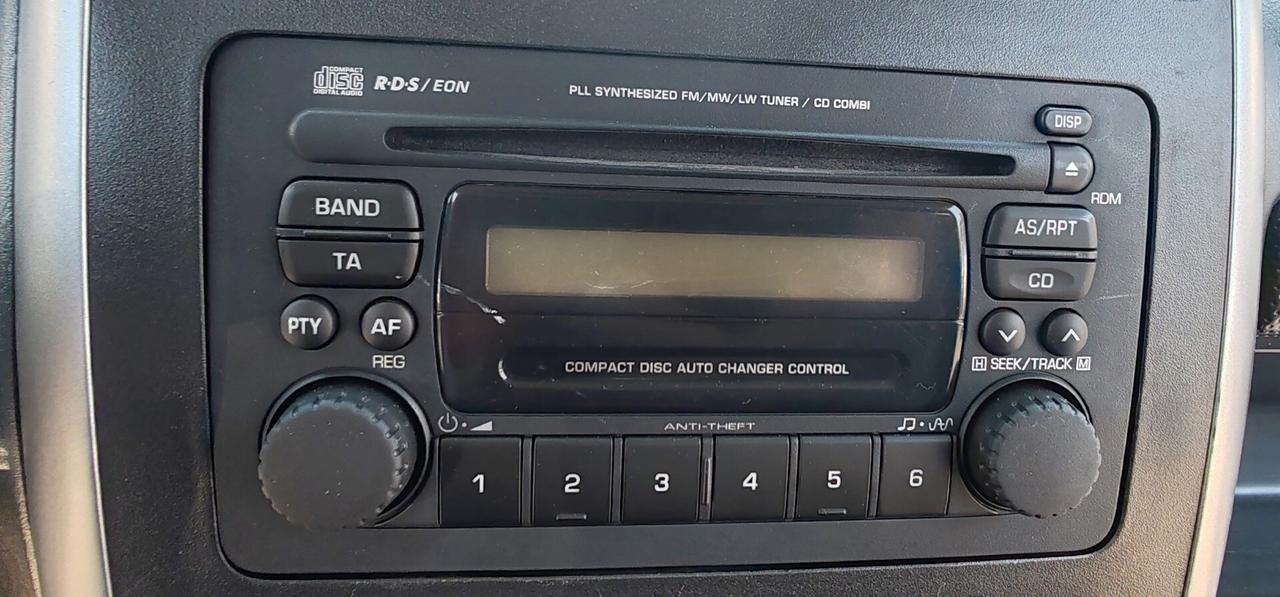 COMPACT
disc
DIGITAL AUDIO
R·D·S/EON
PLL SYNTHESIZED FM/MW/LW TUNER / CD COMBI
DISP
RDM
BAND
AS/RPT
TA
CD
PTY
AF
REG
H SEEK/TRACK M
COMPACT DISC AUTO CHANGER CONTROL
ANTI-THEFT
1
2
3
4
5
6